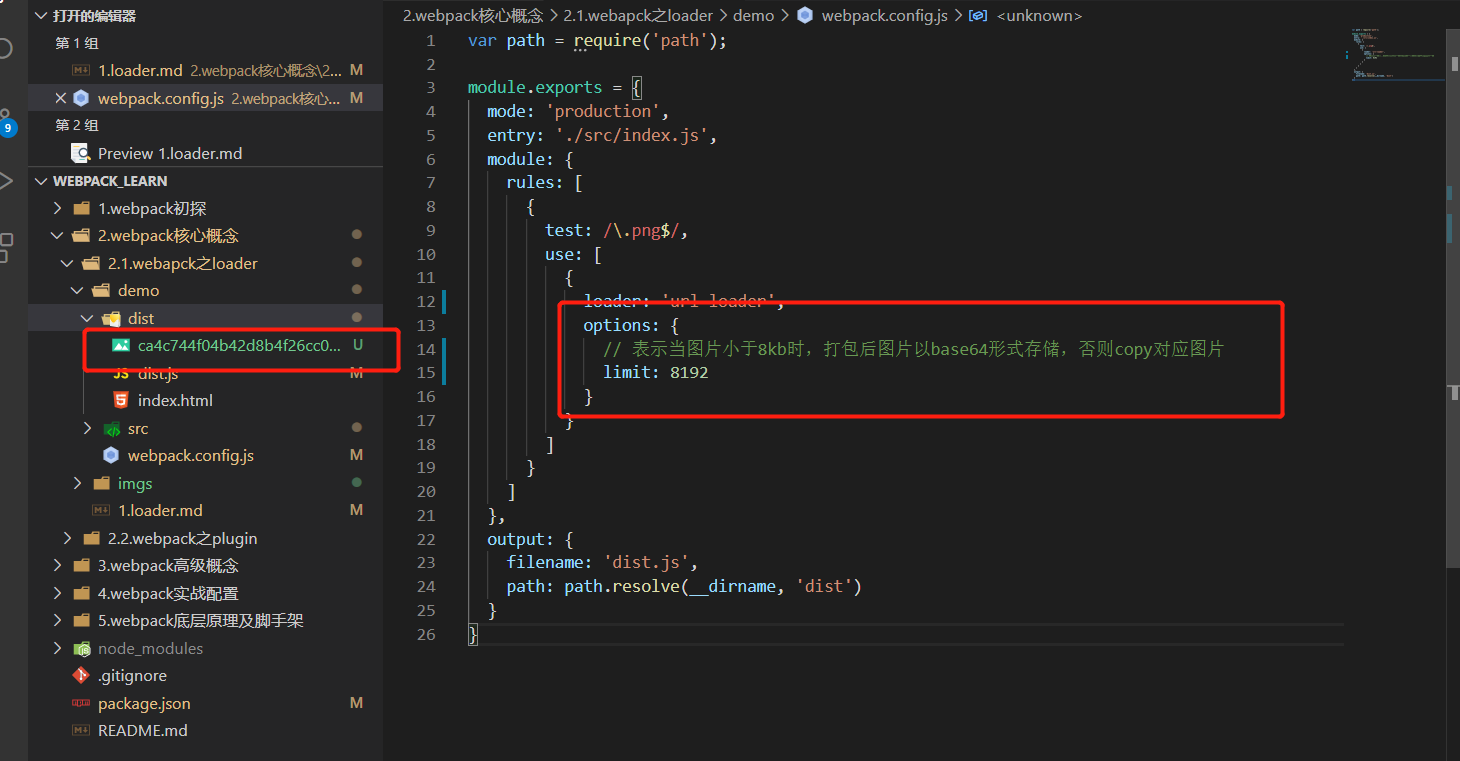 打开的编辑器
第 1 组
1.loader.md 2.webpack核心概念\2... M
webpack.config.js 2.webpack核心... M
第 2 组
Preview 1.loader.md
WEBPACK_LEARN
1.webpack初探
2.webpack核心概念
2.1.webapck之loader
demo
dist
ca4c744f04b42d8b4f26cc0... U
JS dist.js M
index.html
src
webpack.config.js M
imgs
1.loader.md M
2.2.webpack之plugin
3.webpack高级概念
4.webpack实战配置
5.webpack底层原理及脚手架
node_modules
.gitignore
package.json M
README.md
9
2.webpack核心概念 > 2.1.webapck之loader > demo > webpack.config.js > <unknown>
1 var path = require('path');
2
3 module.exports = {
4 mode: 'production',
5 entry: './src/index.js',
6 module: {
7 rules: [
8 {
9 test: /\.png$/,
10 use: [
11 {
12 loader: 'url-loader',
13 options: {
14 // 表示当图片小于8kb时，打包后图片以base64形式存储，否则copy对应图片
15 limit: 8192
16 }
17 }
18 ]
19 }
20 ]
21 },
22 output: {
23 filename: 'dist.js',
24 path: path.resolve(__dirname, 'dist')
25 }
26 }